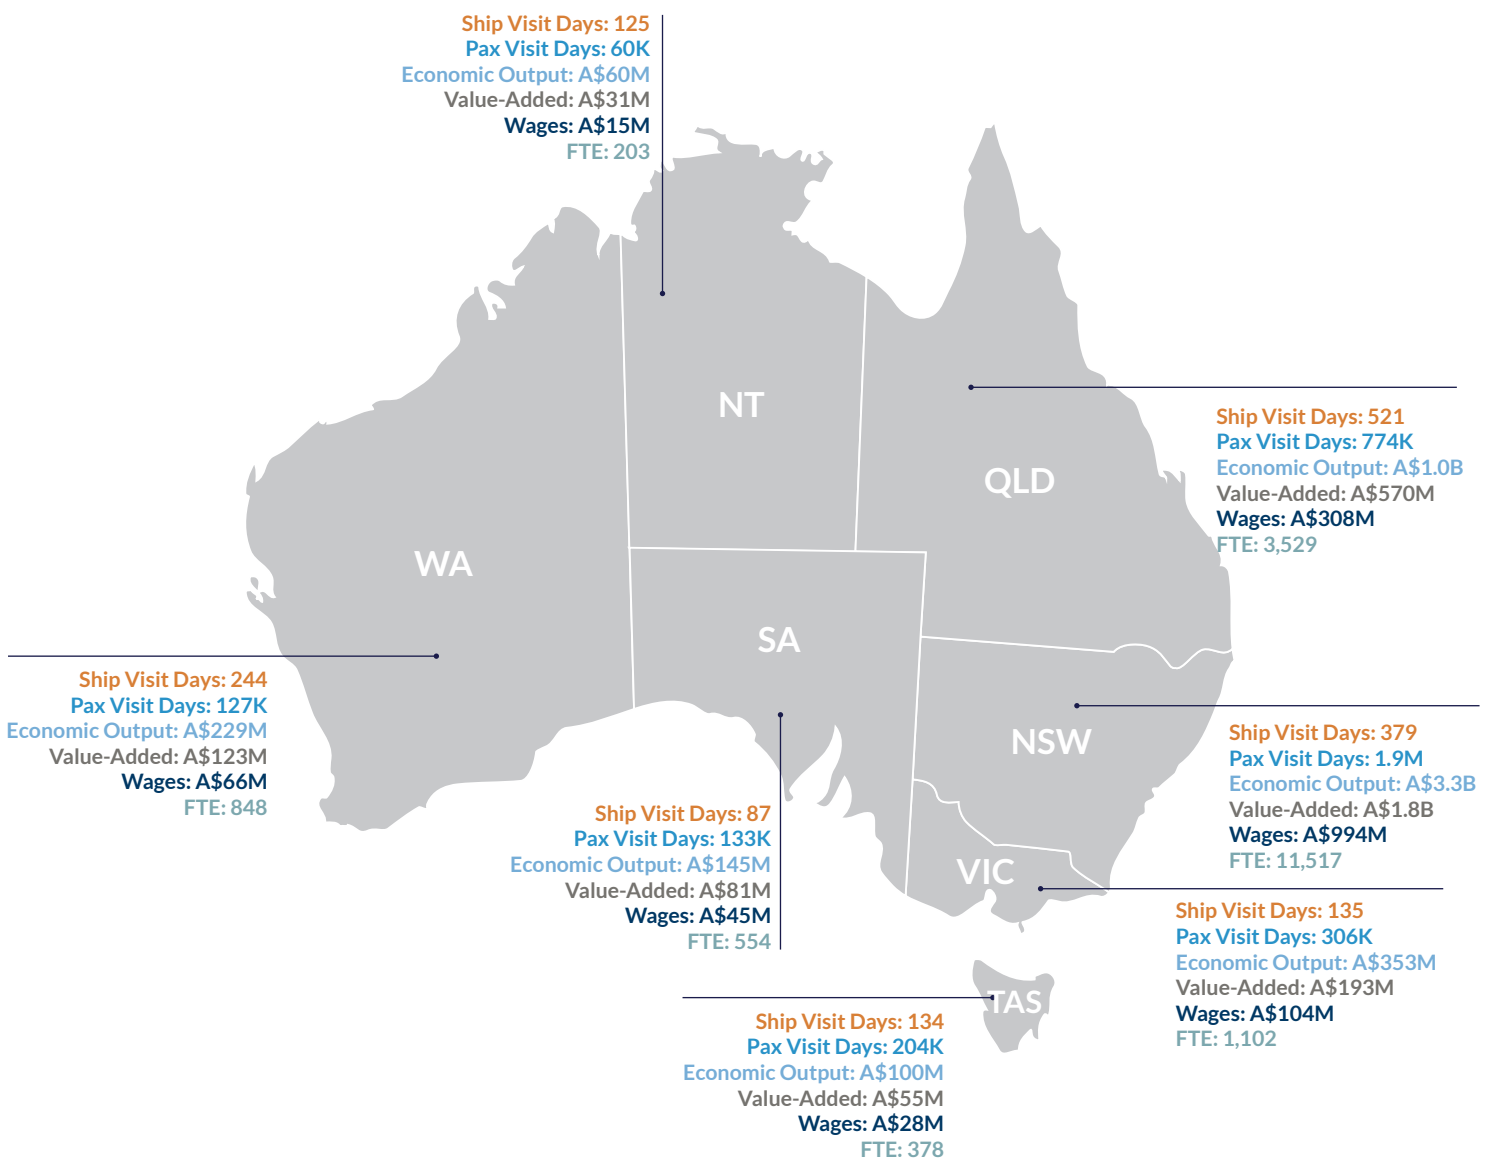 Ship Visit Days: 125
Pax Visit Days: 60K
Economic Output: A$60M
Value-Added: A$31M
Wages: A$15M
FTE: 203
NT
QLD
Ship Visit Days: 521
Pax Visit Days: 774K
Economic Output: A$1.0B
Value-Added: A$570M
Wages: A$308M
FTE: 3,529
WA
SA
Ship Visit Days: 244
Pax Visit Days: 127K
Economic Output: A$229M
Value-Added: A$123M
Wages: A$66M
FTE: 848
NSW
Ship Visit Days: 379
Pax Visit Days: 1.9M
Economic Output: A$3.3B
Value-Added: A$1.8B
Wages: A$994M
FTE: 11,517
Ship Visit Days: 87
Pax Visit Days: 133K
Economic Output: A$145M
Value-Added: A$81M
Wages: A$45M
FTE: 554
VIC
Ship Visit Days: 135
Pax Visit Days: 306K
Economic Output: A$353M
Value-Added: A$193M
Wages: A$104M
FTE: 1,102
TAS
Ship Visit Days: 134
Pax Visit Days: 204K
Economic Output: A$100M
Value-Added: A$55M
Wages: A$28M
FTE: 378